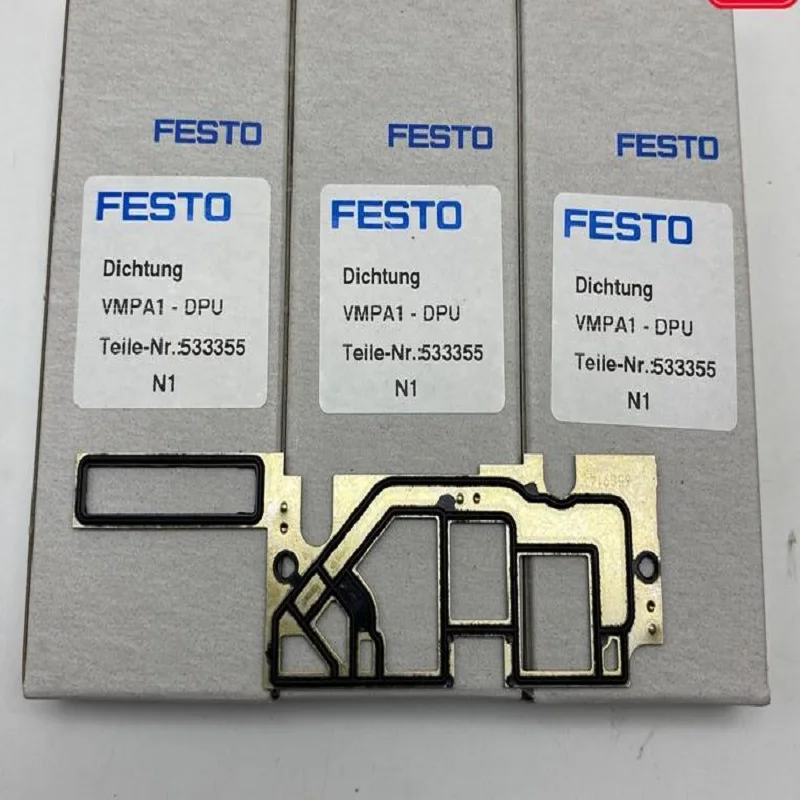 FESTO
FESTO
FESTO
FESTO
Dichtung
VMPA1 - DPU
Teile-Nr.:533355
N1
FESTO
Dichtung
VMPA1 - DPU
Teile-Nr.:533355
N1
FESTO
Dichtung
VMPA1 - DPU
Teile-Nr.:533355
N1